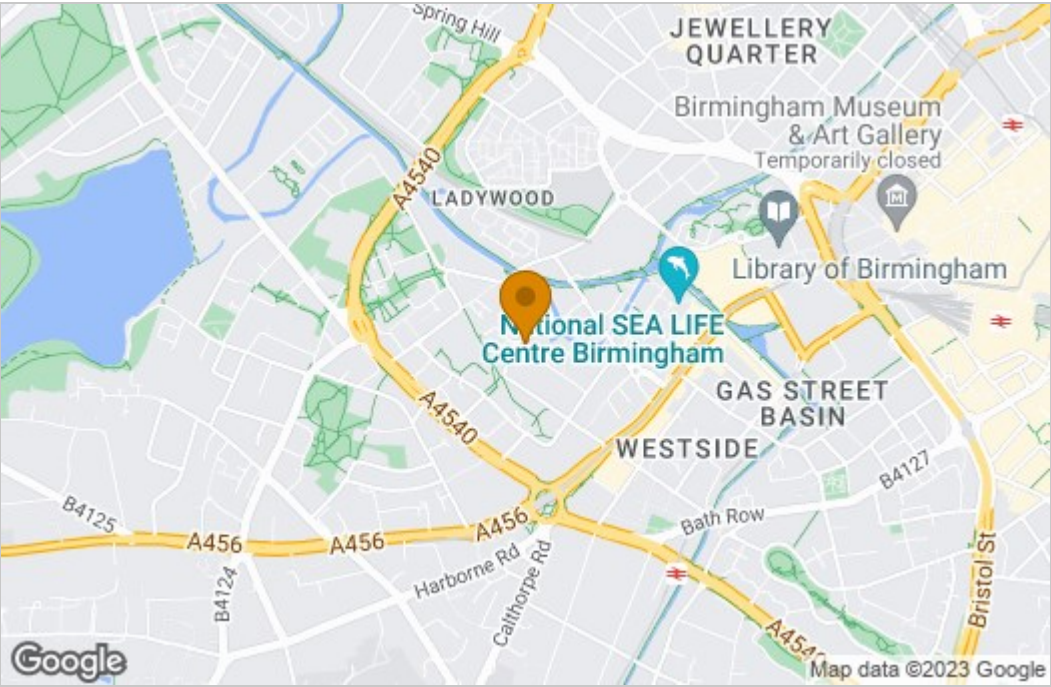 Spring Hill
JEWELLERY
QUARTER
Birmingham Museum
& Art Gallery
Temporarily closed
A4540
LADYWOOD
Library of Birmingham
National SEA LIFE
Centre Birmingham
GAS STREET
BASIN
A4540
WESTSIDE
B4127
B4125
A456
A456
A456
Bath Row
Harborne Rd
Calthorpe Rd
B4124
Bristol St
A4540
Google
Map data ©2023 Google